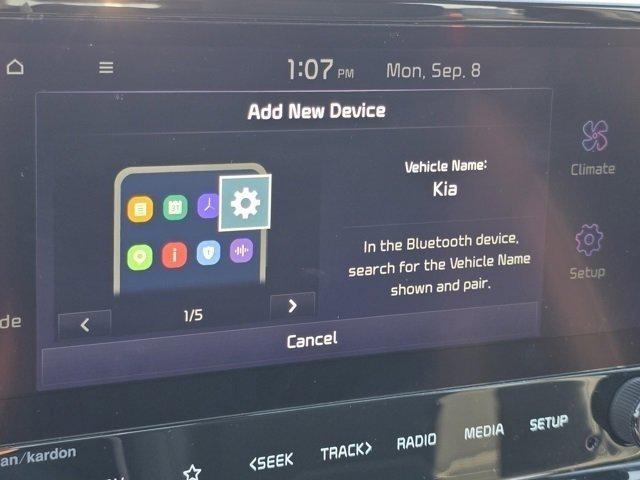 1:07 PM Mon, Sep. 8
Add New Device
Vehicle Name:
Kia
In the Bluetooth device,
search for the Vehicle Name
shown and pair.
31
i
1/5
Cancel
Climate
Setup
de
an/kardon
<SEEK TRACK> RADIO MEDIA SETUP